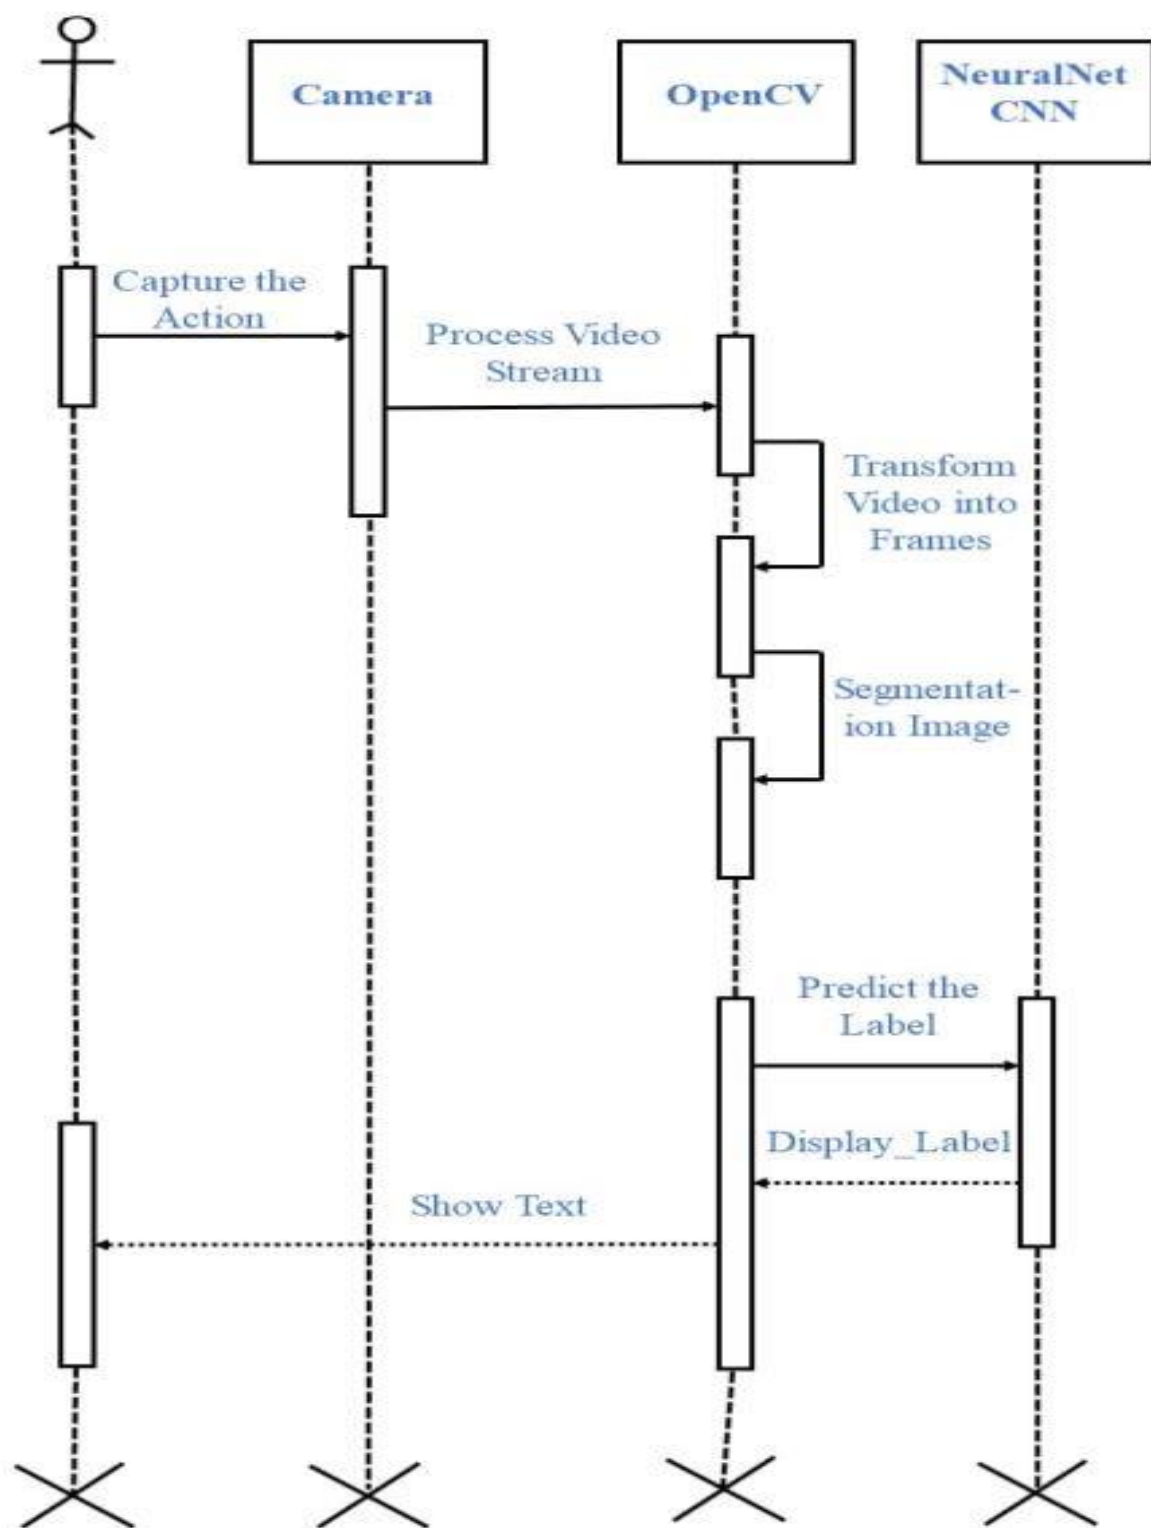 Camera
OpenCV
NeuralNet
CNN
Capture the
Action
Process Video
Stream
Transform
Video into
Frames
Segmentat-
ion Image
Predict the
Label
Display_Label
Show Text